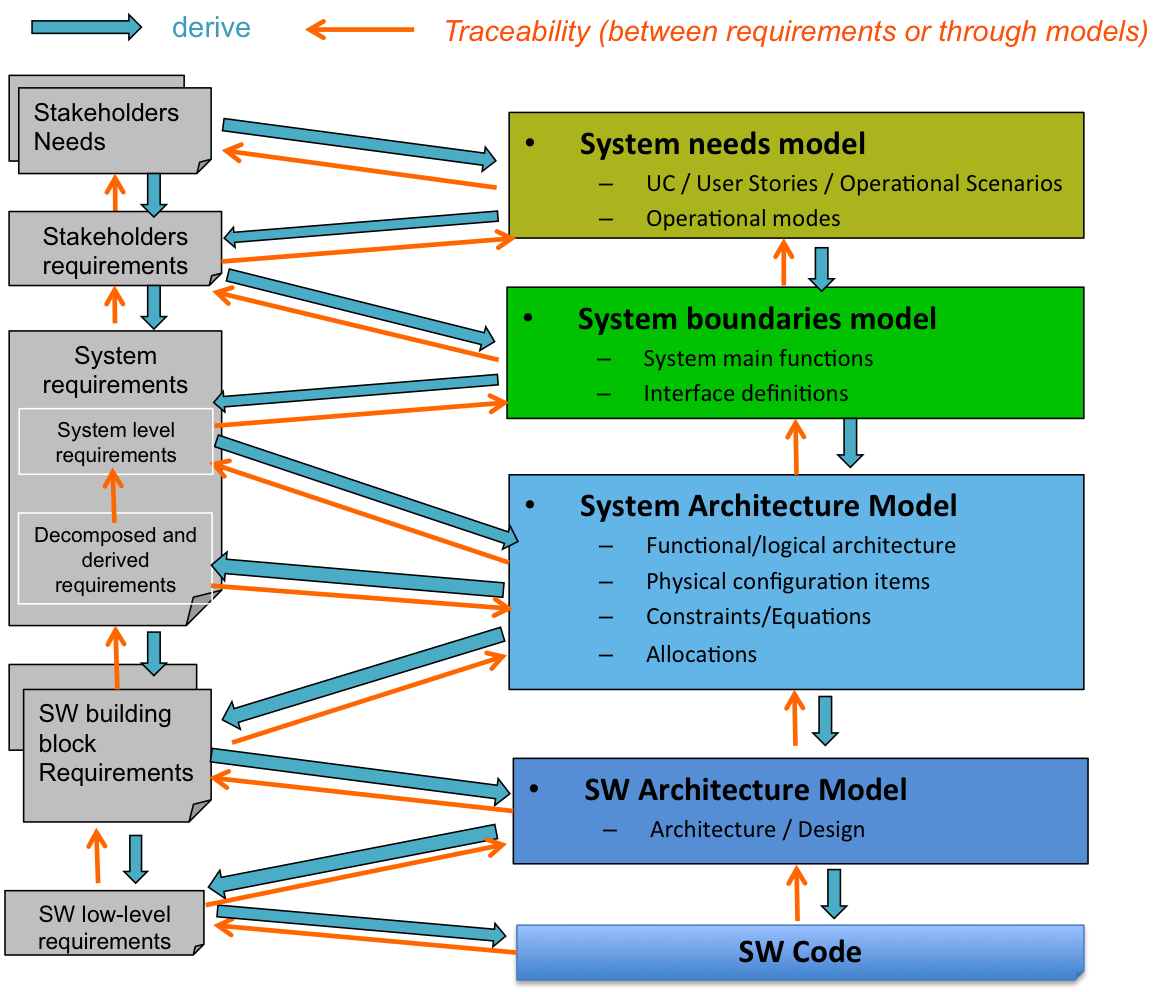 derive
Traceability (between requirements or through models)
Stakeholders
Needs
• System needs model
– UC / User Stories / Operational Scenarios
– Operational modes
Stakeholders
requirements
• System boundaries model
– System main functions
– Interface definitions
System
requirements
System level
requirements
Decomposed and
derived
requirements
• System Architecture Model
– Functional/logical architecture
– Physical configuration items
– Constraints/Equations
– Allocations
SW building
block
Requirements
• SW Architecture Model
– Architecture / Design
SW low-level
requirements
SW Code